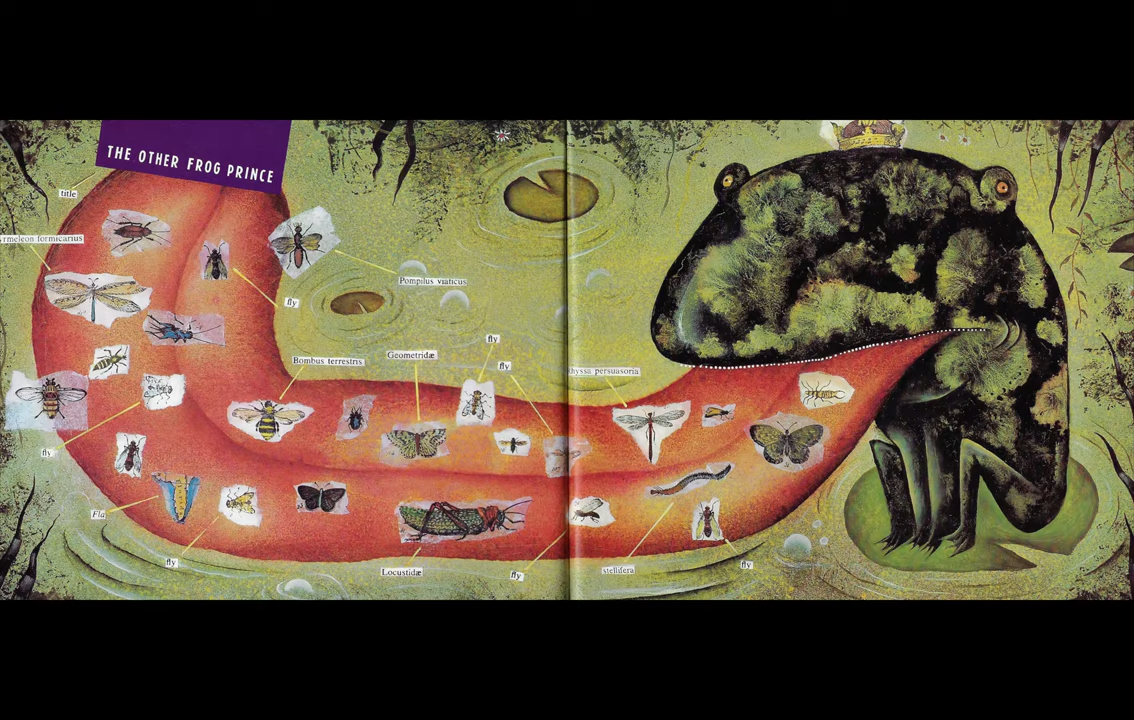 THE OTHER FROG PRINCE
title
rmeleon formicarius
Pompilus viaticus
fly
fly
Geometridæ
Bombus terrestris
fly
hyssa persuasoria
fly
Fla
fly
Locustidæ
fly
stellifera
fly